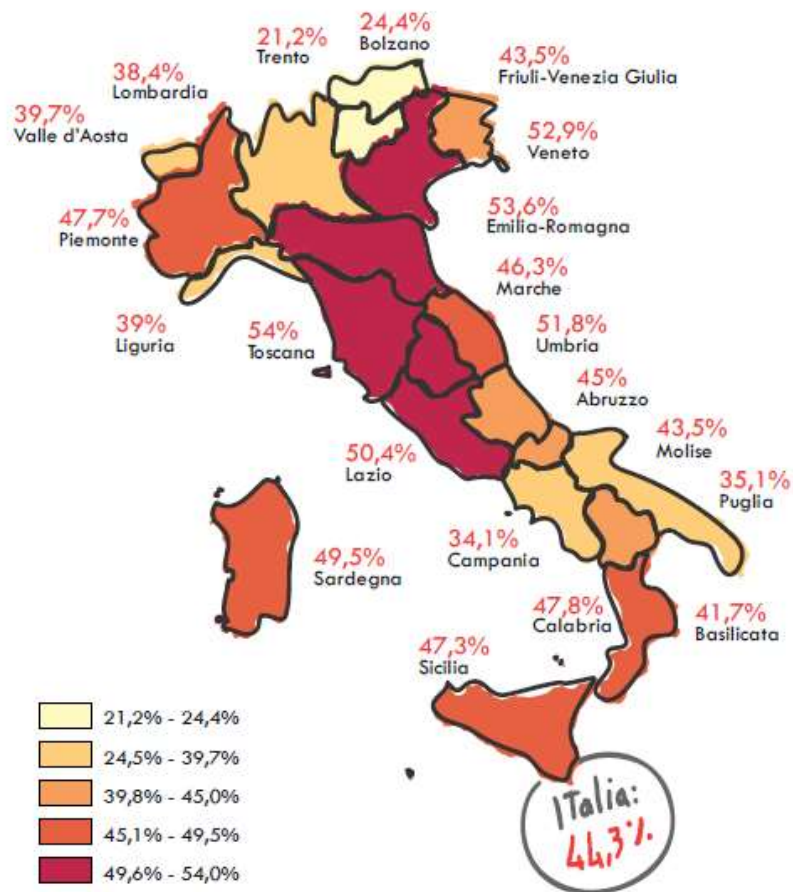 24,4%
Bolzano
21,2%
Trento
43,5%
Friuli-Venezia Giulia
38,4%
Lombardia
39,7%
Valle d'Aosta
52,9%
Veneto
47,7%
Piemonte
53,6%
Emilia-Romagna
46,3%
Marche
39%
Liguria
54%
Toscana
51,8%
Umbria
45%
Abruzzo
43,5%
Molise
50,4%
Lazio
35,1%
Puglia
34,1%
Campania
49,5%
Sardegna
47,8%
Calabria
41,7%
Basilicata
47,3%
Sicilia
21,2% - 24,4%
24,5% - 39,7%
39,8% - 45,0%
45,1% - 49,5%
49,6% - 54,0%
Italia:
44,3%